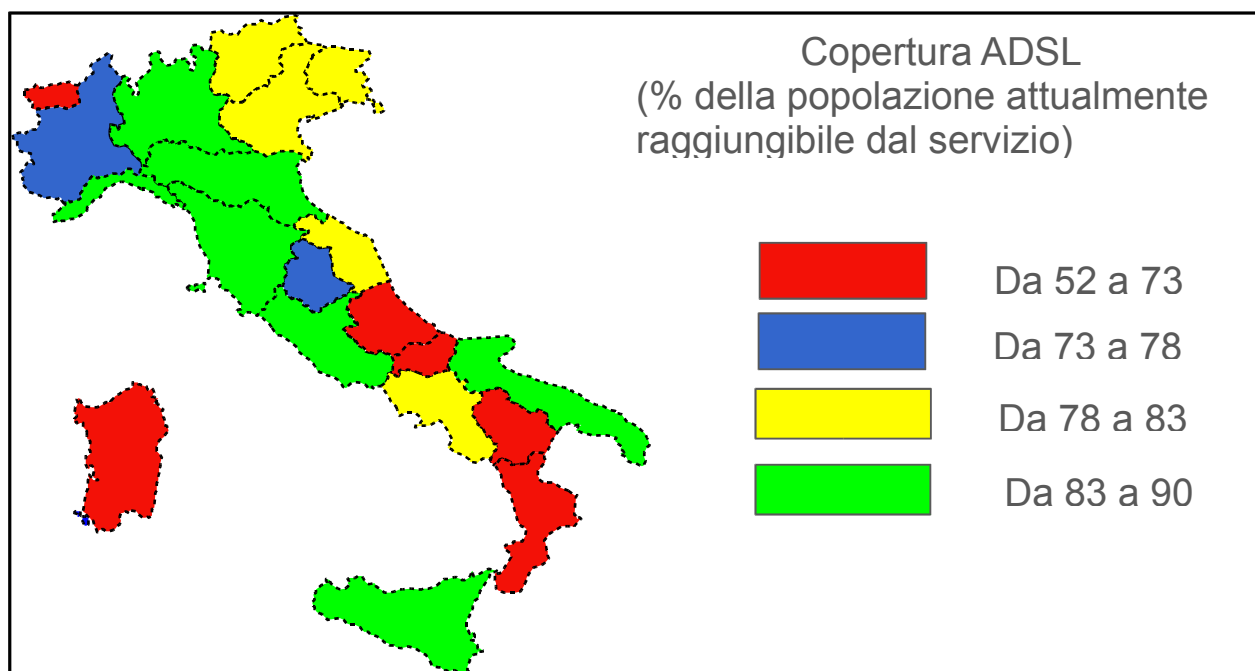 Copertura ADSL
(% della popolazione attualmente
raggiungibile dal servizio)
Da 52 a 73
Da 73 a 78
Da 78 a 83
Da 83 a 90